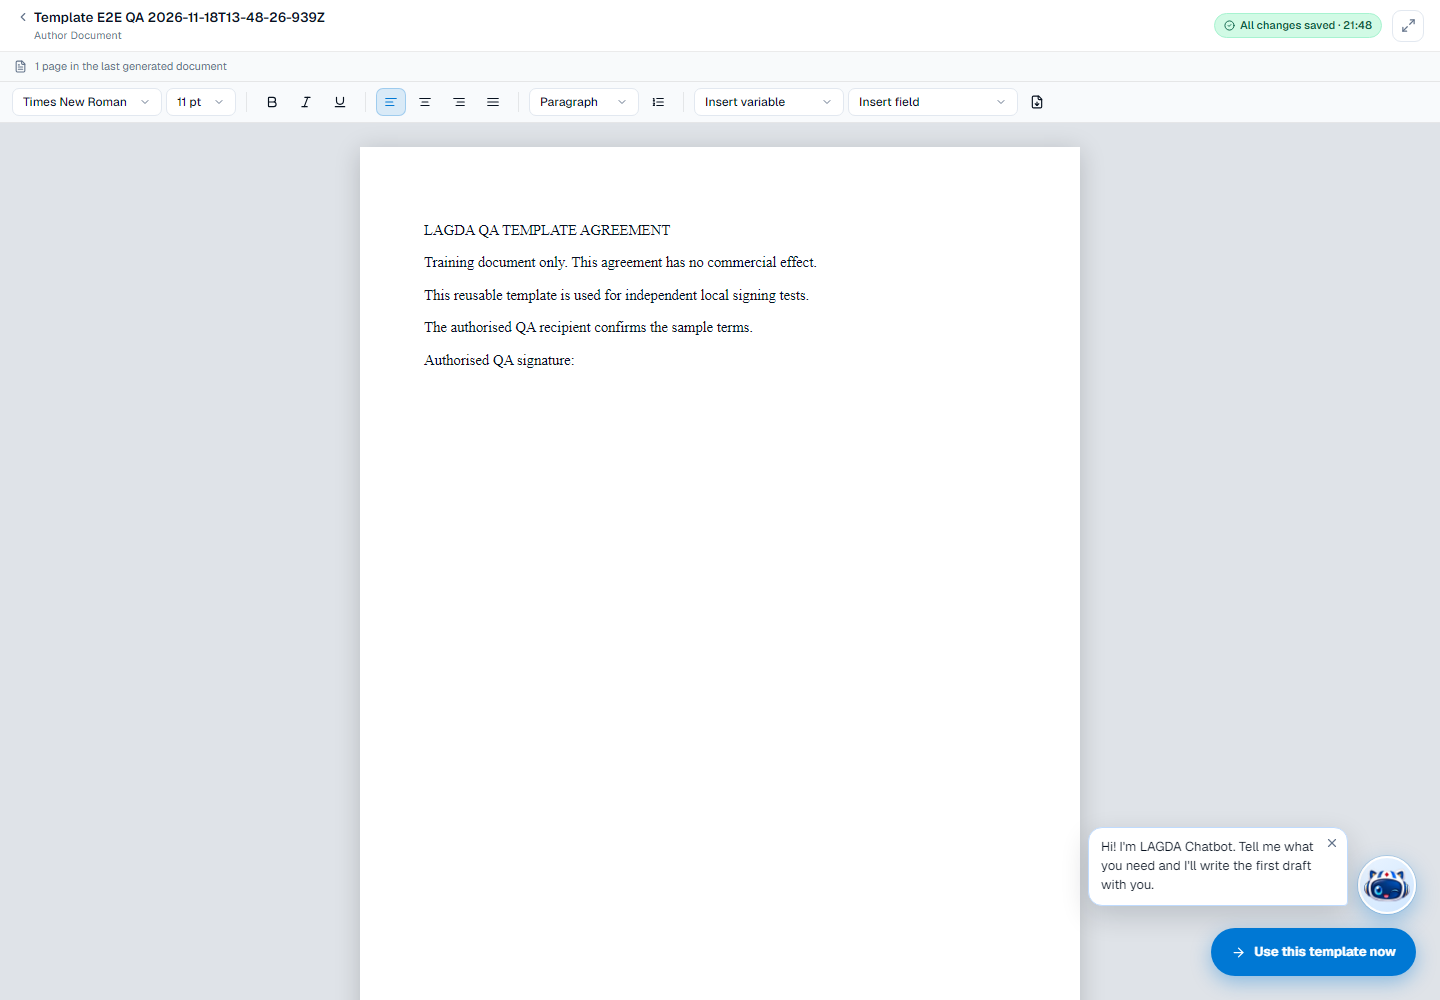 Template E2E QA 2026-11-18T13-48-26-939Z
Author Document
All changes saved · 21:48
1 page in the last generated document
Times New Roman
11 pt
B
I
U
Paragraph
Insert variable
Insert field
LAGDA QA TEMPLATE AGREEMENT
Training document only. This agreement has no commercial effect.
This reusable template is used for independent local signing tests.
The authorised QA recipient confirms the sample terms.
Authorised QA signature:
Hi! I'm LAGDA Chatbot. Tell me what
you need and I'll write the first draft
with you.
Use this template now